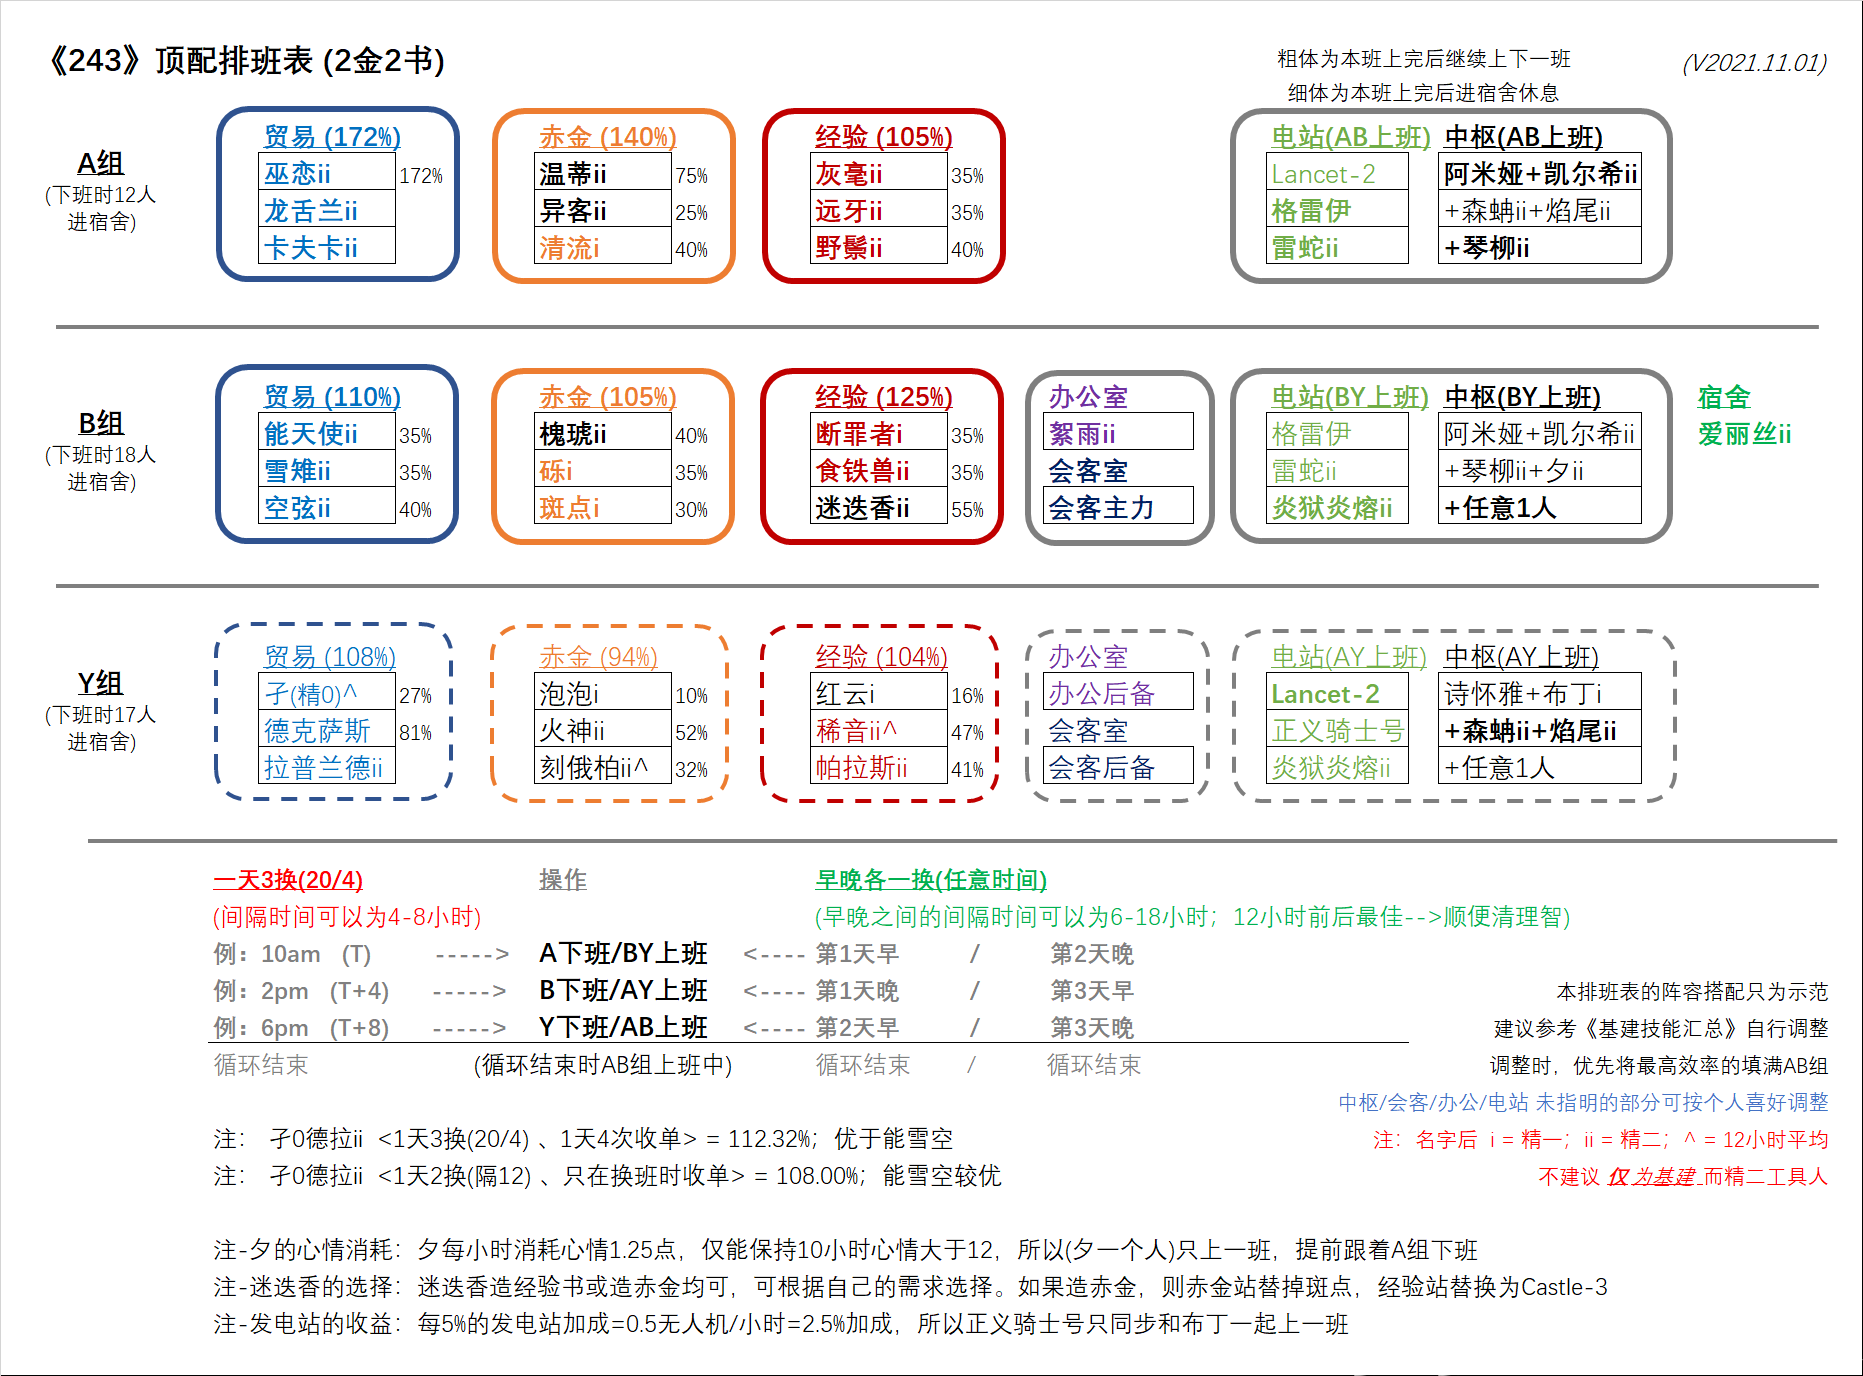 《243》顶配排班表 (2金2书)
粗体为本班上完后继续上下一班
细体为本班上完后进宿舍休息
(V2021.11.01)
A组
(下班时12人
进宿舍)
贸易 (172%)
巫恋ii 172%
龙舌兰ii
卡夫卡ii
赤金 (140%)
温蒂ii 75%
异客ii 25%
清流i 40%
经验 (105%)
灰毫ii 35%
远牙ii 35%
野鬃ii 40%
电站(AB上班)
Lancet-2
格雷伊
雷蛇ii
中枢(AB上班)
阿米娅+凯尔希ii
+森蚺ii+焰尾ii
+琴柳ii
B组
(下班时18人
进宿舍)
贸易 (110%)
能天使ii 35%
雪雉ii 35%
空弦ii 40%
赤金 (105%)
槐琥ii 40%
砾i 35%
斑点i 30%
经验 (125%)
断罪者i 35%
食铁兽ii 35%
迷迭香ii 55%
办公室
絮雨ii
会客室
会客主力
电站(BY上班)
格雷伊
雷蛇ii
炎狱炎熔ii
中枢(BY上班)
阿米娅+凯尔希ii
+琴柳ii+夕ii
+任意1人
宿舍
爱丽丝ii
Y组
(下班时17人
进宿舍)
贸易 (108%)
孑(精0)^ 27%
德克萨斯 81%
拉普兰德ii
赤金 (94%)
泡泡i 10%
火神ii 52%
刻俄柏ii^ 32%
经验 (104%)
红云i 16%
稀音ii^ 47%
帕拉斯ii 41%
办公室
办公后备
会客室
会客后备
电站(AY上班)
Lancet-2
正义骑士号
炎狱炎熔ii
中枢(AY上班)
诗怀雅+布丁i
+森蚺ii+焰尾ii
+任意1人
一天3换(20/4) 操作 早晚各一换(任意时间)
(间隔时间可以为4-8小时) (早晚之间的间隔时间可以为6-18小时；12小时前后最佳-->顺便清理智)
例：10am (T) -----> A下班/BY上班 <---- 第1天早 / 第2天晚
例：2pm (T+4) -----> B下班/AY上班 <---- 第1天晚 / 第3天早
例：6pm (T+8) -----> Y下班/AB上班 <---- 第2天早 / 第3天晚
循环结束 (循环结束时AB组上班中) 循环结束 / 循环结束
本排班表的阵容搭配只为示范
建议参考《基建技能汇总》自行调整
调整时，优先将最高效率的填满AB组
中枢/会客/办公/电站 未指明的部分可按个人喜好调整
注：名字后 i = 精一；ii = 精二；^ = 12小时平均
不建议 仅为基建 而精二工具人
注： 孑0德拉ii <1天3换(20/4) 、1天4次收单> = 112.32%；优于能雪空
注： 孑0德拉ii <1天2换(隔12) 、只在换班时收单> = 108.00%；能雪空较优
注-夕的心情消耗：夕每小时消耗心情1.25点，仅能保持10小时心情大于12，所以(夕一个人)只上一班，提前跟着A组下班
注-迷迭香的选择：迷迭香造经验书或造赤金均可，可根据自己的需求选择。如果造赤金，则赤金站替掉斑点，经验站替换为Castle-3
注-发电站的收益：每5%的发电站加成=0.5无人机/小时=2.5%加成，所以正义骑士号只同步和布丁一起上一班